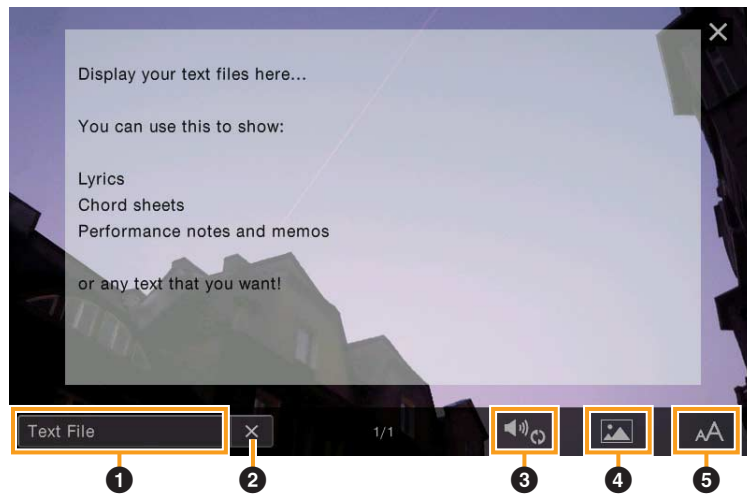 Display your text files here...
You can use this to show:
Lyrics
Chord sheets
Performance notes and memos
or any text that you want!
Text File
1/1
AA
1
2
3
4
5